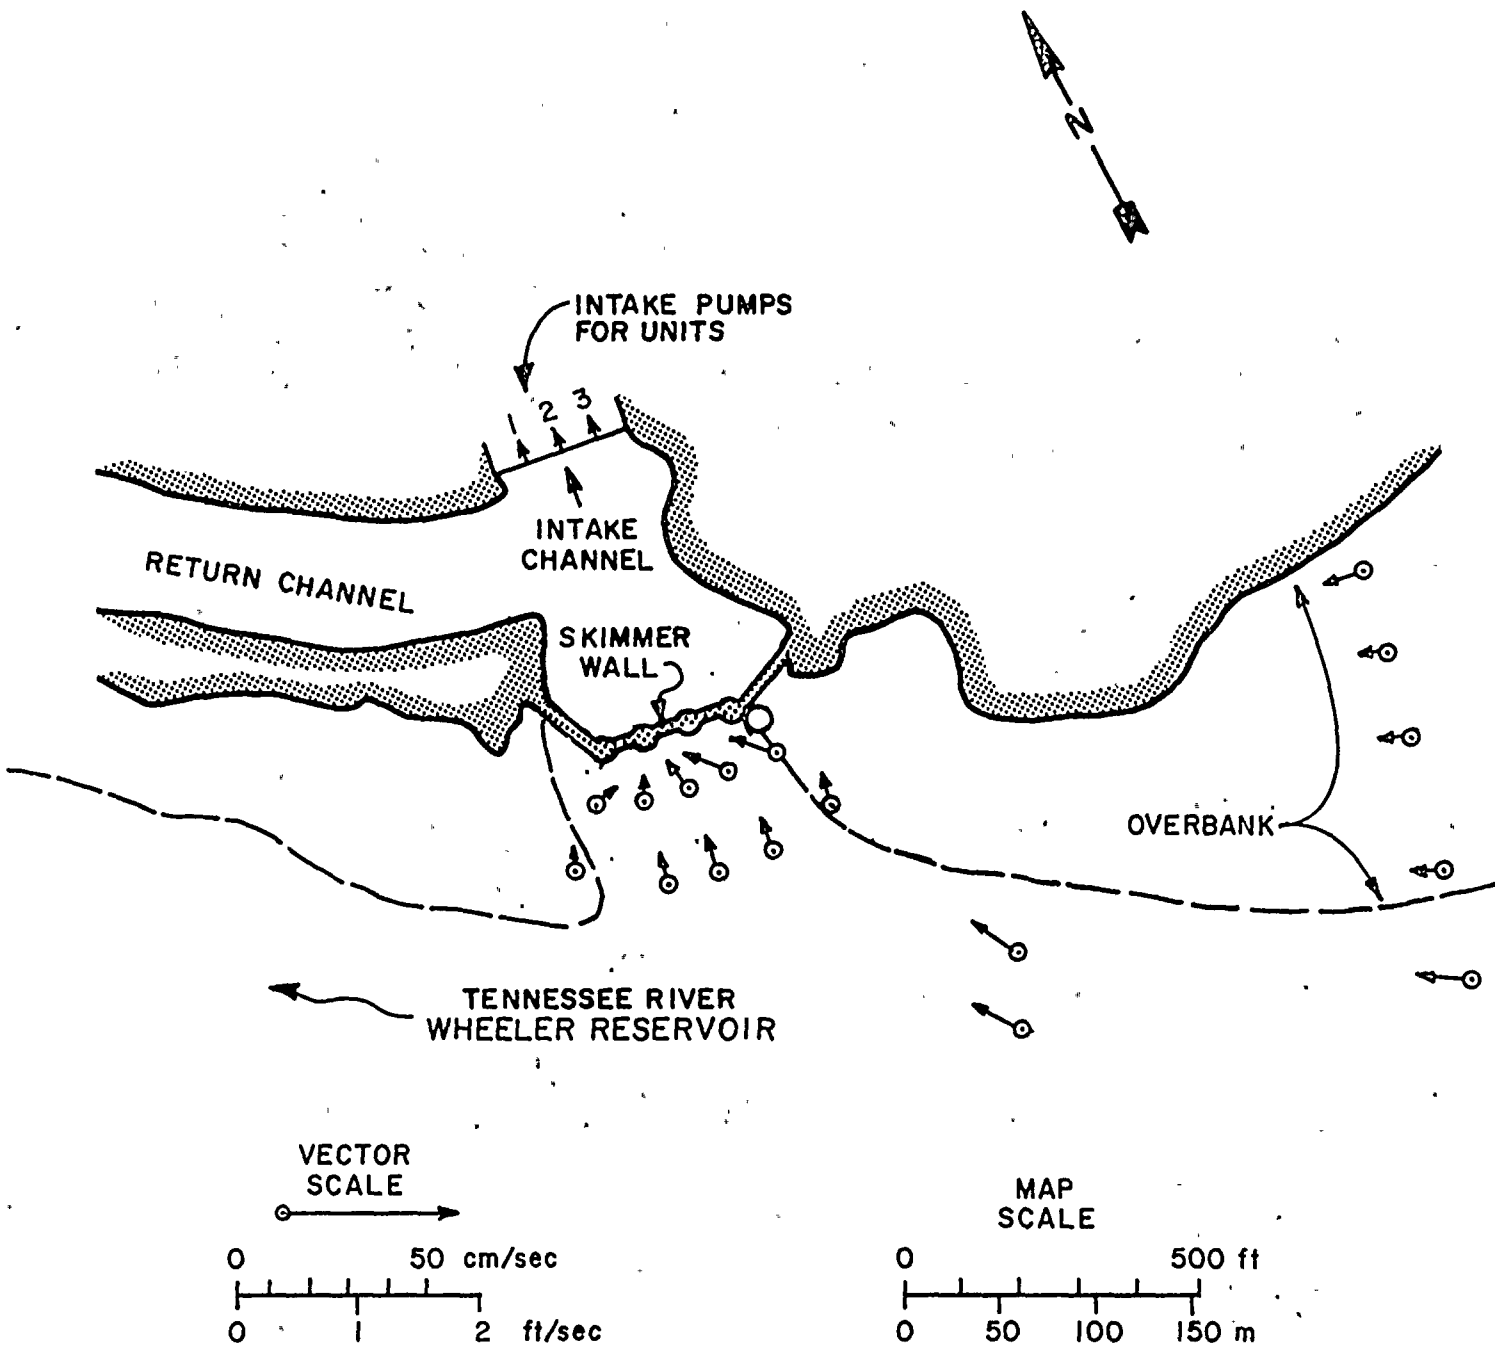 N
INTAKE PUMPS
FOR UNITS
1 2 3
INTAKE
CHANNEL
RETURN CHANNEL
SKIMMER
WALL
OVERBANK
TENNESSEE RIVER
WHEELER RESERVOIR
VECTOR
SCALE
0 50 cm/sec
0 1 2 ft/sec
MAP
SCALE
0 500 ft
0 50 100 150 m